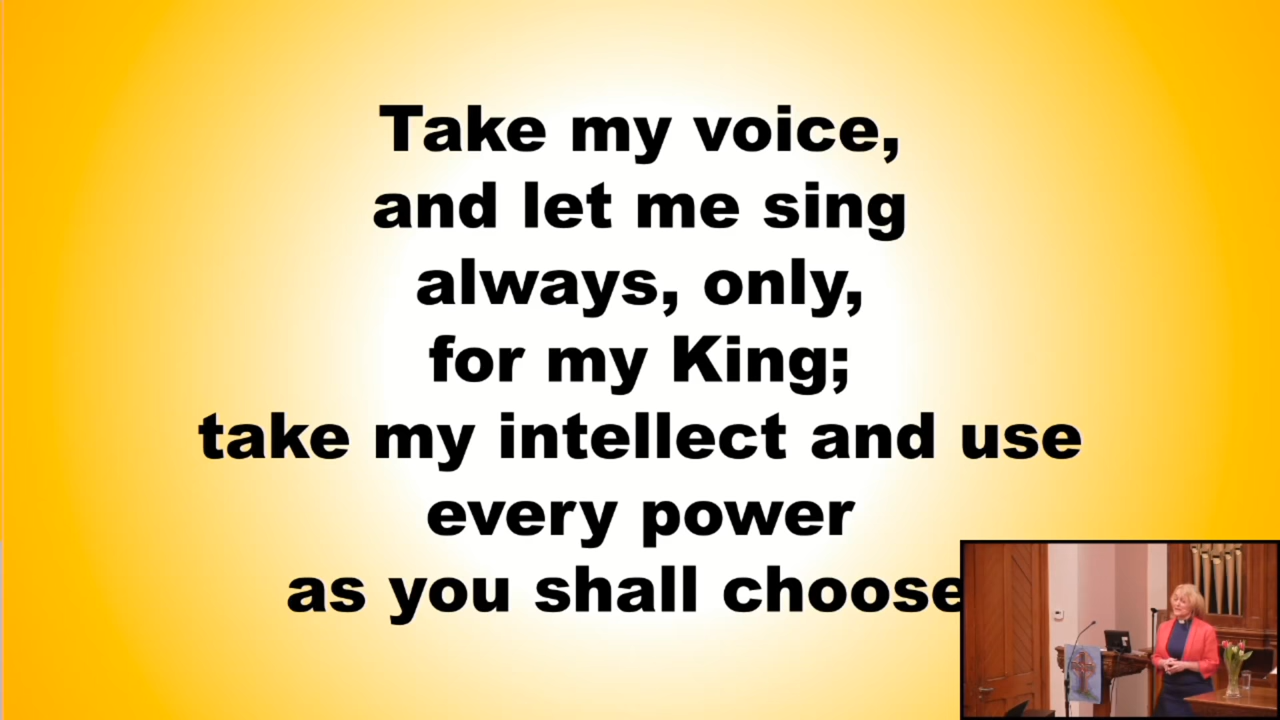 Take my voice,
and let me sing
always, only,
for my King;
take my intellect and use
every power
as you shall choose